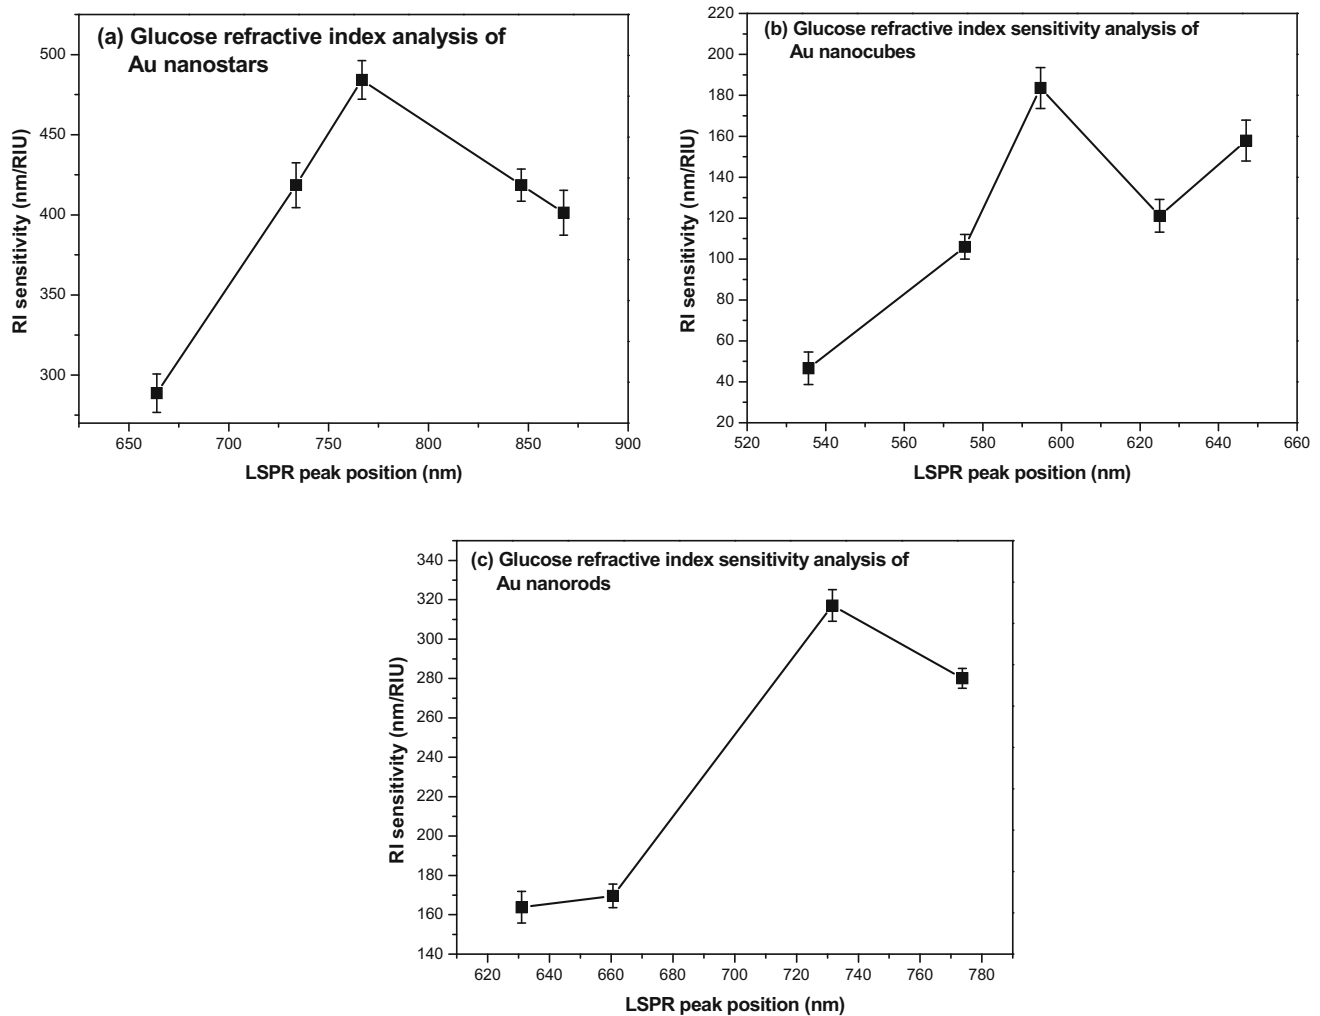 (a) Glucose refractive index analysis of
Au nanostars
500
450
400
350
300
RI sensitivity (nm/RIU)
650 700 750 800 850 900
LSPR peak position (nm)
(b) Glucose refractive index sensitivity analysis of
Au nanocubes
220
200
180
160
140
120
100
80
60
40
20
RI sensitivity (nm/RIU)
520 540 560 580 600 620 640 660
LSPR peak position (nm)
(c) Glucose refractive index sensitivity analysis of
Au nanorods
340
320
300
280
260
240
220
200
180
160
140
RI sensitivity (nm/RIU)
620 640 660 680 700 720 740 760 780
LSPR peak position (nm)